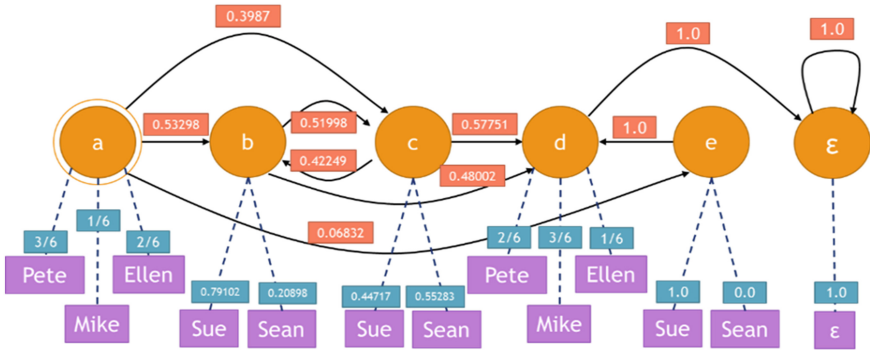 0.3987
1.0
1.0
a
0.53298
b
0.51998
0.42249
c
0.57751
d
1.0
e
ε
0.48002
0.06832
3/6
1/6
2/6
0.79102
0.20898
0.44717
0.55283
2/6
3/6
1/6
1.0
0.0
1.0
Pete
Ellen
Mike
Sue
Sean
Sue
Sean
Pete
Ellen
Mike
Sue
Sean
ε